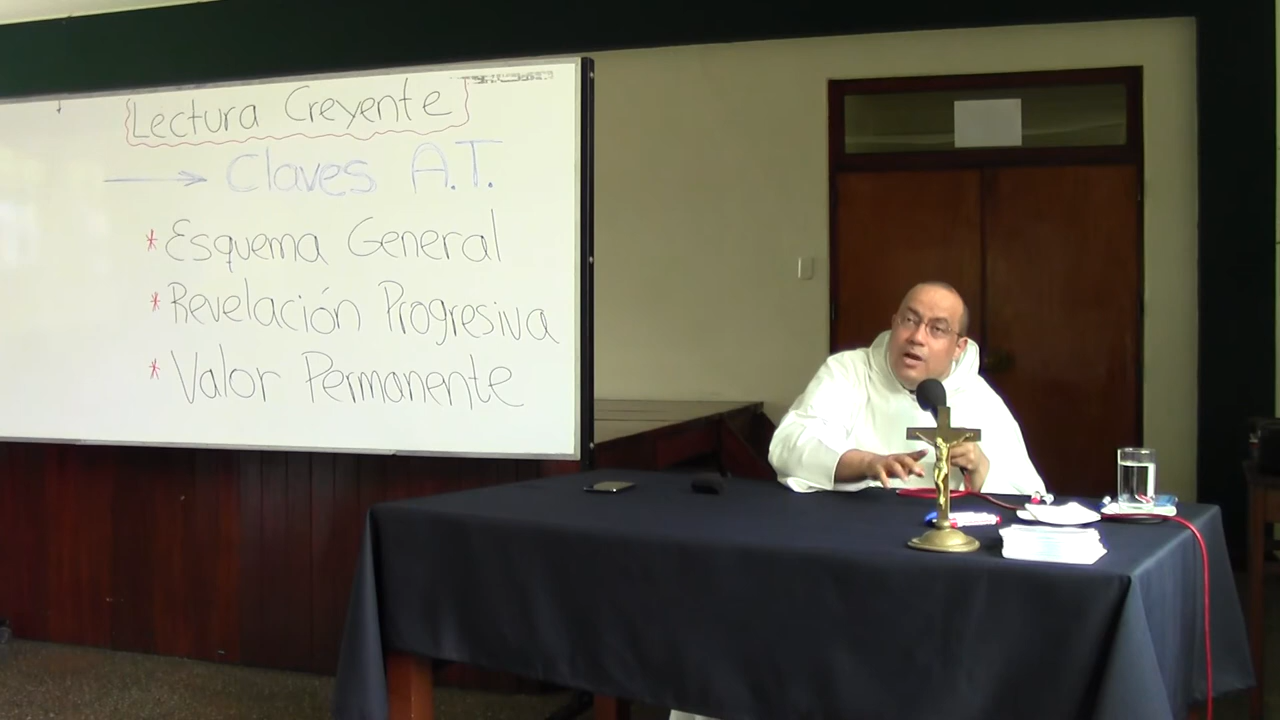 Lectura Creyente
→ Claves A.T.
* Esquema General
* Revelación Progresiva
* Valor Permanente